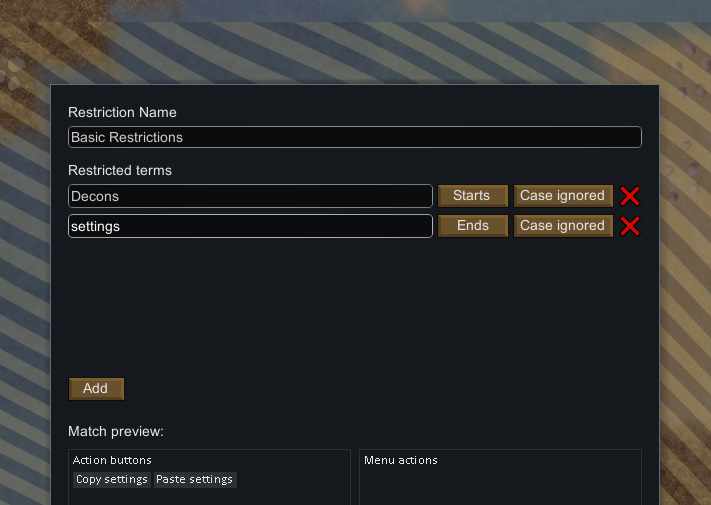 Restriction Name
Basic Restrictions
Restricted terms
Decons Starts Case ignored
settings Ends Case ignored
Add
Match preview:
Action buttons Menu actions
Copy settings Paste settings